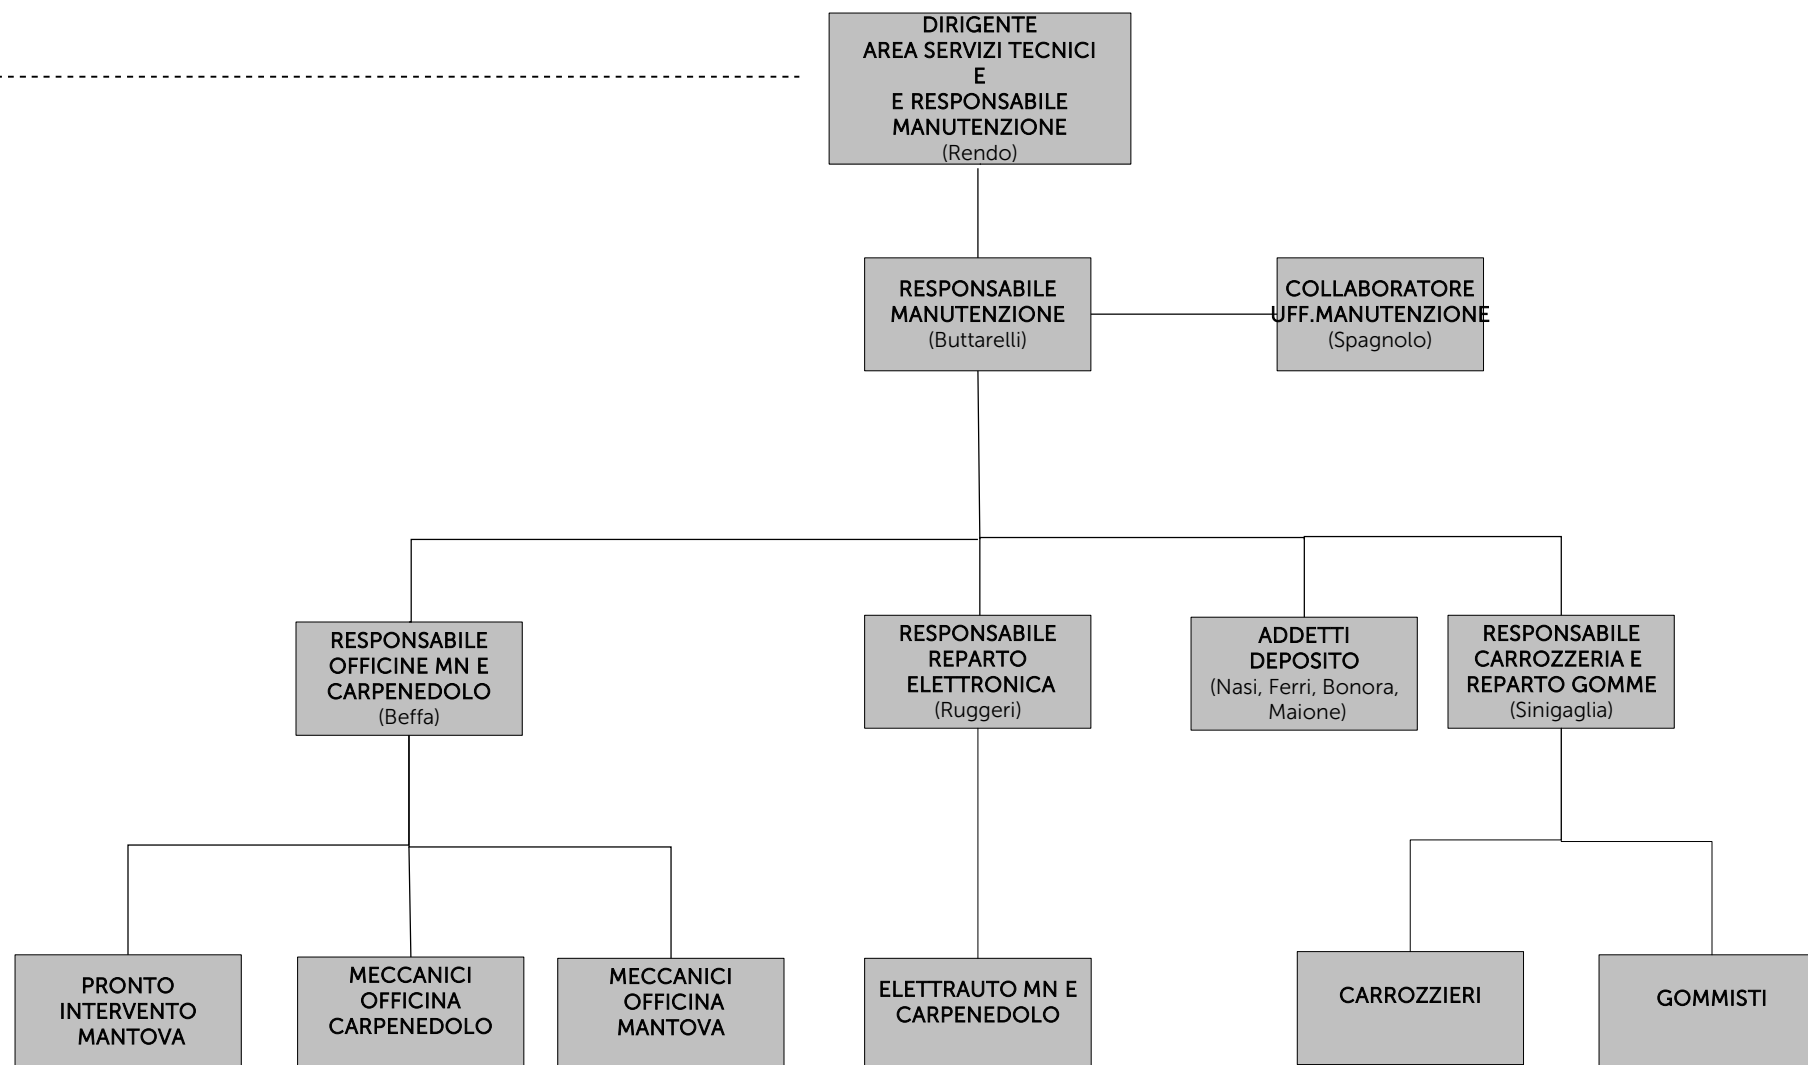 DIRIGENTE
AREA SERVIZI TECNICI
E
E RESPONSABILE
MANUTENZIONE
(Rendo)
RESPONSABILE
MANUTENZIONE
(Buttarelli)
COLLABORATORE
UFF.MANUTENZIONE
(Spagnolo)
RESPONSABILE
OFFICINE MN E
CARPENEDOLO
(Beffa)
RESPONSABILE
REPARTO
ELETTRONICA
(Ruggeri)
ADDETTI
DEPOSITO
(Nasi, Ferri, Bonora,
Maione)
RESPONSABILE
CARROZZERIA E
REPARTO GOMME
(Sinigaglia)
PRONTO
INTERVENTO
MANTOVA
MECCANICI
OFFICINA
CARPENEDOLO
MECCANICI
OFFICINA
MANTOVA
ELETTRAUTO MN E
CARPENEDOLO
CARROZZIERI
GOMMISTI